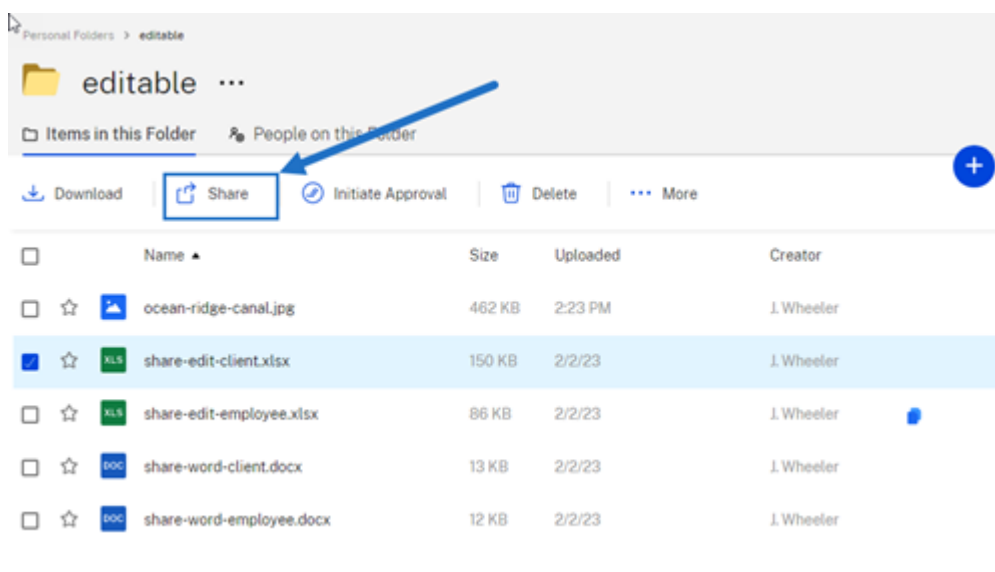 Personal Folders > editable
editable ...
Items in this Folder People on this Folder
Download Share Initiate Approval Delete ... More
Name Size Uploaded Creator
ocean-ridge-canal.jpg 462 KB 2:23 PM J. Wheeler
XLS share-edit-client.xlsx 150 KB 2/2/23 J. Wheeler
XLS share-edit-employee.xlsx 86 KB 2/2/23 J. Wheeler
DOC share-word-client.docx 13 KB 2/2/23 J. Wheeler
DOC share-word-employee.docx 12 KB 2/2/23 J. Wheeler